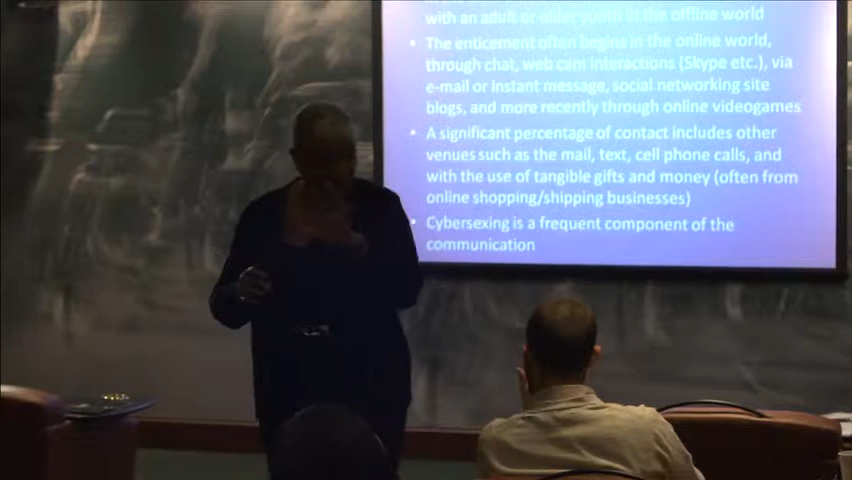 with an adult or older youth in the offline world
• The enticement often begins in the online world,
through chat, web cam interactions (Skype etc.), via
e-mail or instant message, social networking site
blogs, and more recently through online videogames
• A significant percentage of contact includes other
venues such as the mail, text, cell phone calls, and
with the use of tangible gifts and money (often from
online shopping/shipping businesses)
• Cybersexing is a frequent component of the
communication